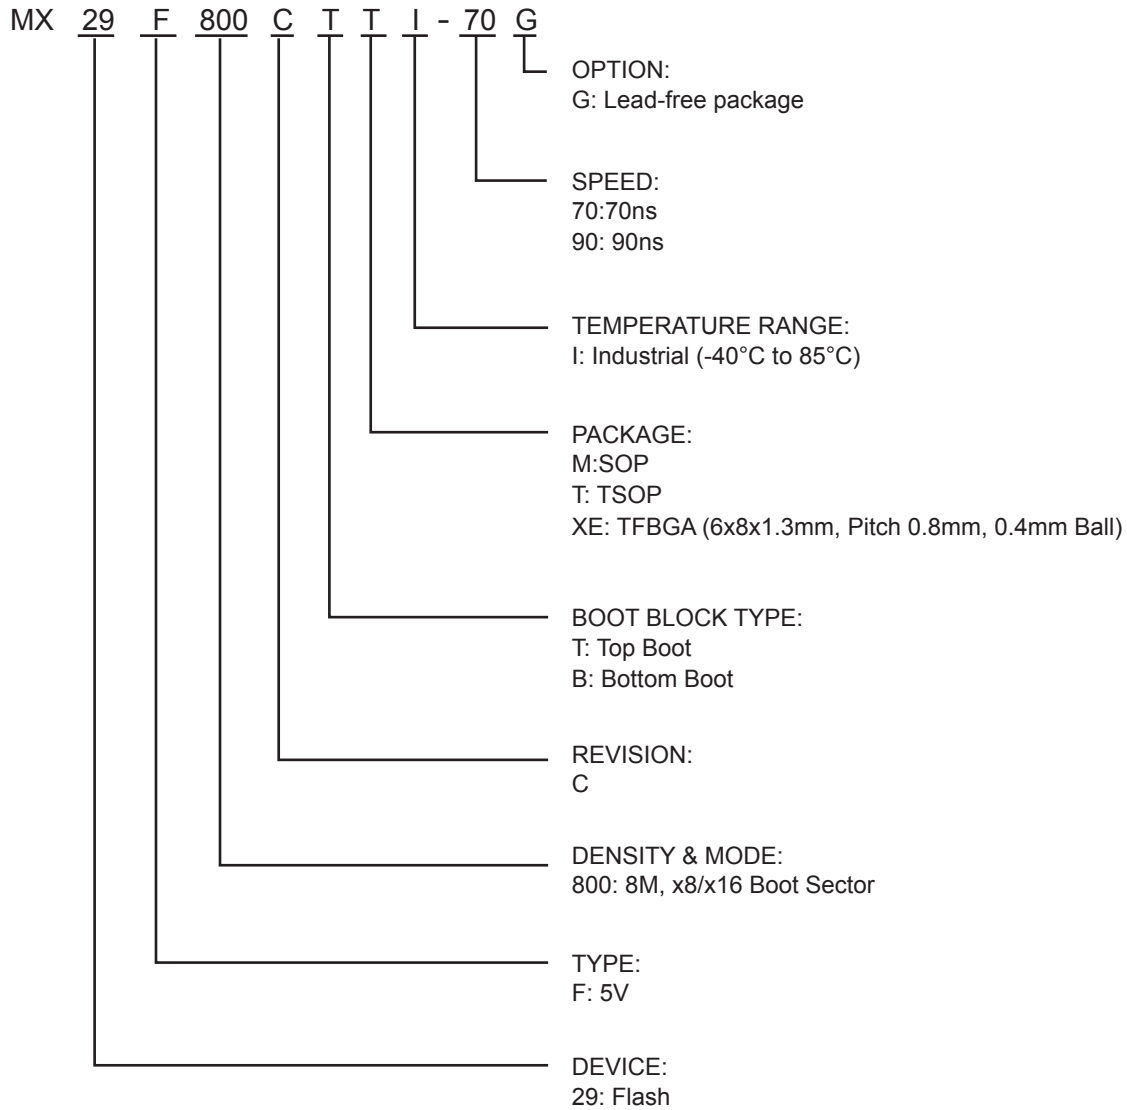 MX 29 F 800 C T T I - 70 G
OPTION:
G: Lead-free package
SPEED:
70:70ns
90: 90ns
TEMPERATURE RANGE:
I: Industrial (-40°C to 85°C)
PACKAGE:
M:SOP
T: TSOP
XE: TFBGA (6x8x1.3mm, Pitch 0.8mm, 0.4mm Ball)
BOOT BLOCK TYPE:
T: Top Boot
B: Bottom Boot
REVISION:
C
DENSITY & MODE:
800: 8M, x8/x16 Boot Sector
TYPE:
F: 5V
DEVICE:
29: Flash